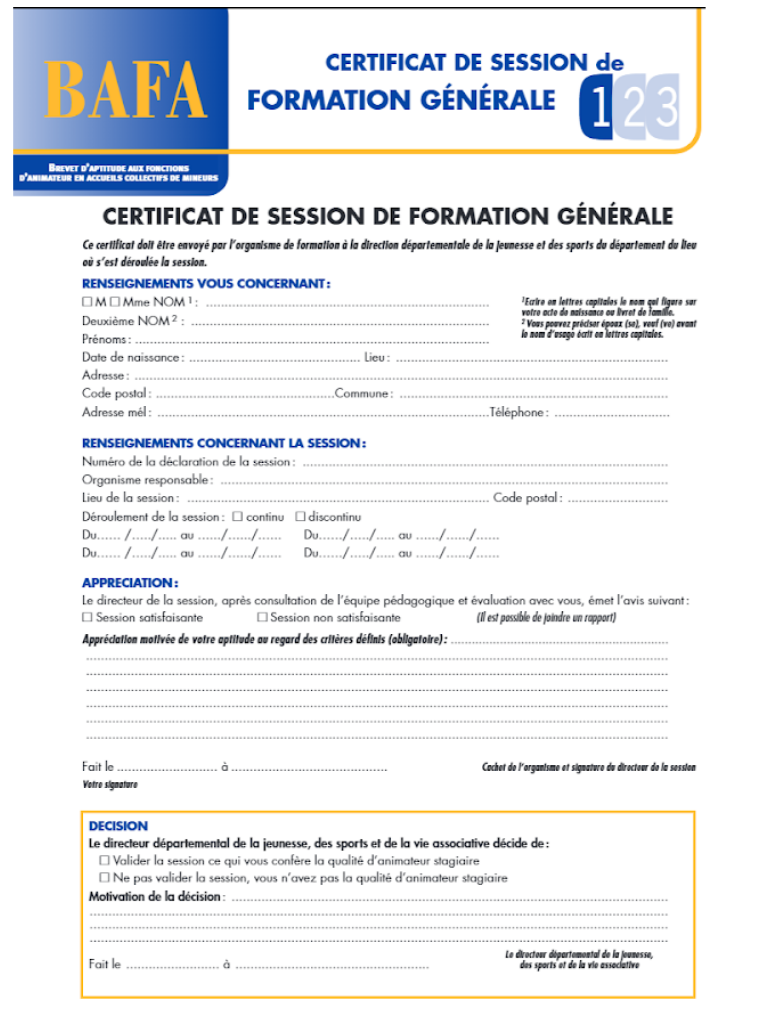 BAFA
BREVET D'APTITUDE AUX FONCTIONS
D'ANIMATEUR EN ACCUEILS COLLECTIFS DE MINEURS
CERTIFICAT DE SESSION de
FORMATION GÉNÉRALE 1 2 3
CERTIFICAT DE SESSION DE FORMATION GÉNÉRALE
Ce certificat doit être envoyé par l'organisme de formation à la direction départementale de la jeunesse et des sports du département du lieu
où s'est déroulée la session.
RENSEIGNEMENTS VOUS CONCERNANT :
☐ M ☐ Mme NOM 1 : ..........
Deuxième NOM 2 : ..........
Prénoms : ..........
1 Ecrire en lettres capitales le nom qui figure sur
votre acte de naissance ou livret de famille.
2 Vous pouvez préciser époux (se), veuf (ve) avant
le nom d'usage écrit en lettres capitales.
Date de naissance : .......... Lieu : ..........
Adresse : ..........
Code postal : .......... Commune : ..........
Adresse mél : .......... Téléphone : ..........
RENSEIGNEMENTS CONCERNANT LA SESSION :
Numéro de la déclaration de la session : ..........
Organisme responsable : ..........
Lieu de la session : .......... Code postal : ..........
Déroulement de la session : ☐ continu ☐ discontinu
Du...... /...../..... au ....../....../...... Du....../...../..... au ....../....../......
Du...... /...../..... au ....../....../...... Du....../...../..... au ....../....../......
APPRECIATION :
Le directeur de la session, après consultation de l'équipe pédagogique et évaluation avec vous, émet l'avis suivant :
☐ Session satisfaisante ☐ Session non satisfaisante (Il est possible de joindre un rapport)
Appréciation motivée de votre aptitude au regard des critères définis (obligatoire) : ..........
Fait le .......... à .......... Cachet de l'organisme et signature du directeur de la session
Votre signature
DECISION
Le directeur départemental de la jeunesse, des sports et de la vie associative décide de :
☐ Valider la session ce qui vous confère la qualité d'animateur stagiaire
☐ Ne pas valider la session, vous n'avez pas la qualité d'animateur stagiaire
Motivation de la décision : ..........
Fait le .......... à ..........
Le directeur départemental de la jeunesse,
des sports et de la vie associative